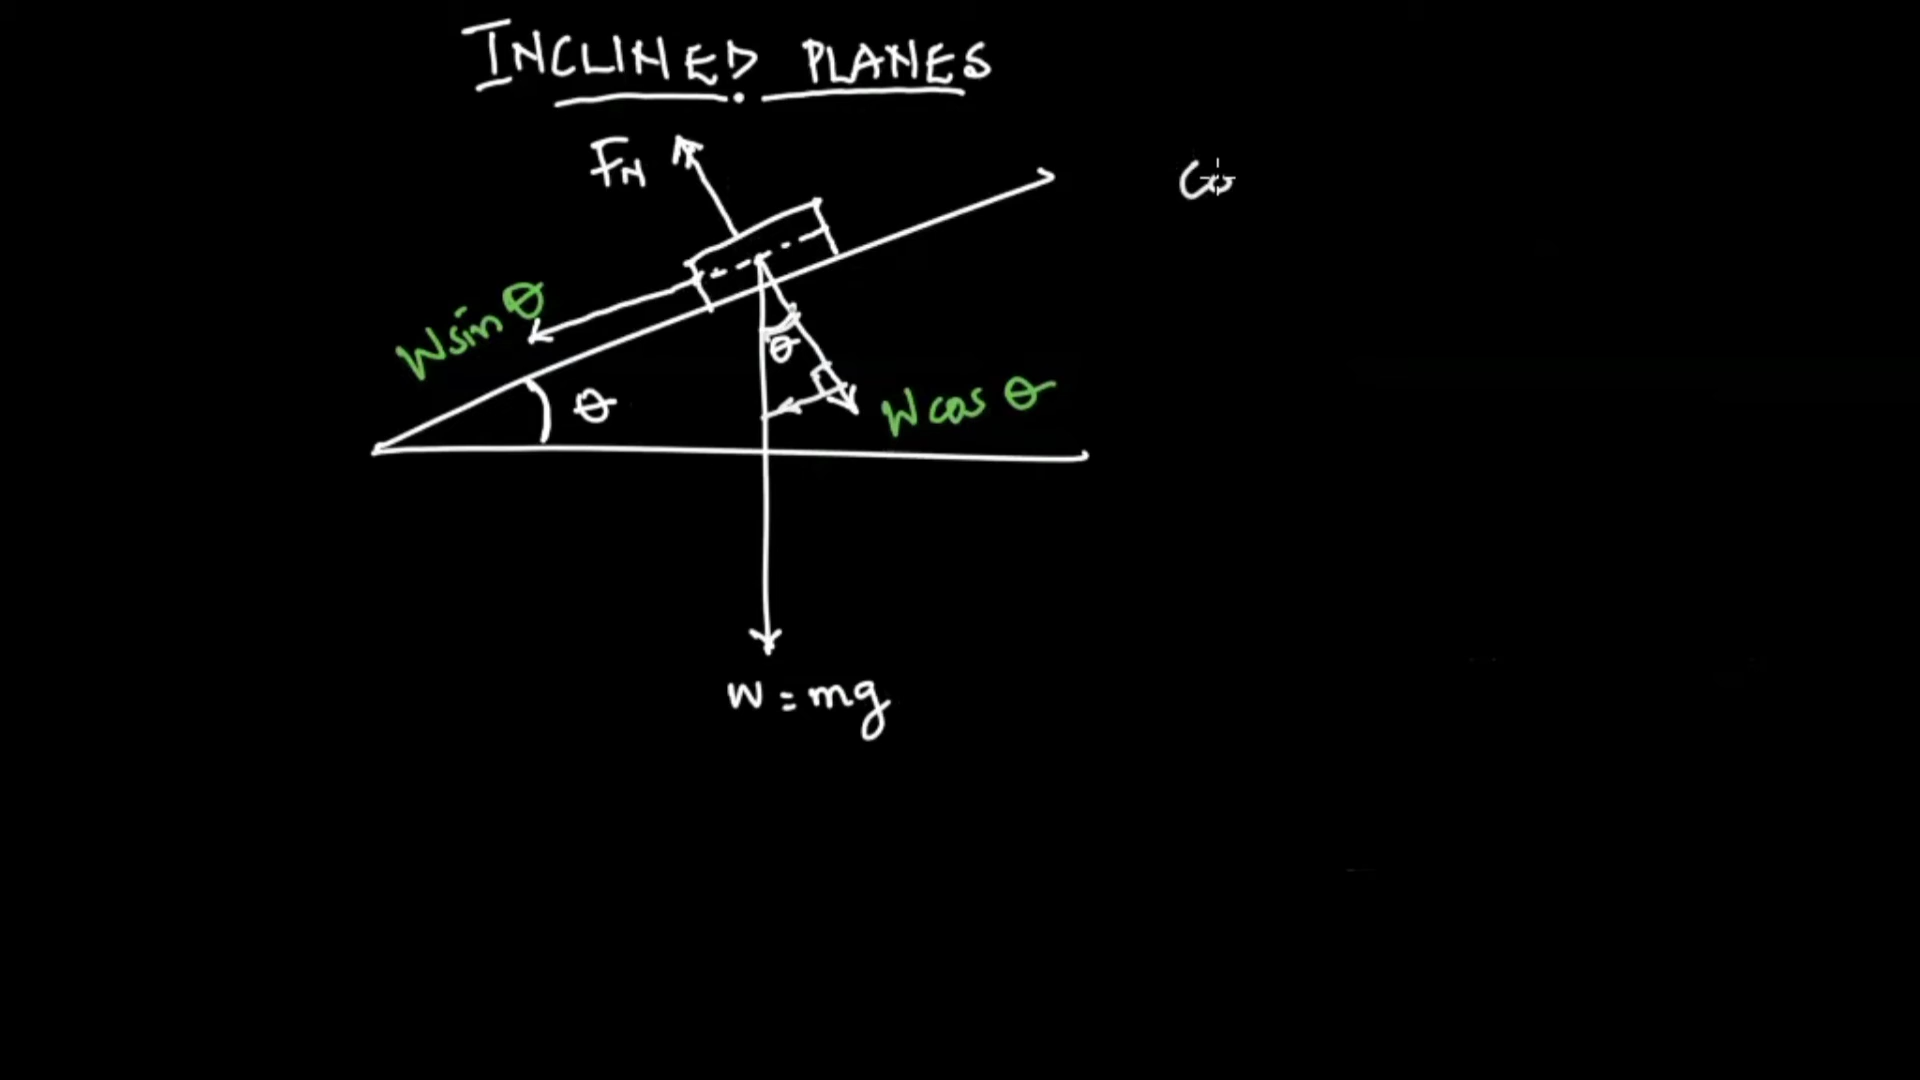 INCLINED PLANES
FN
W sin θ
θ
θ
W cos θ
W = mg